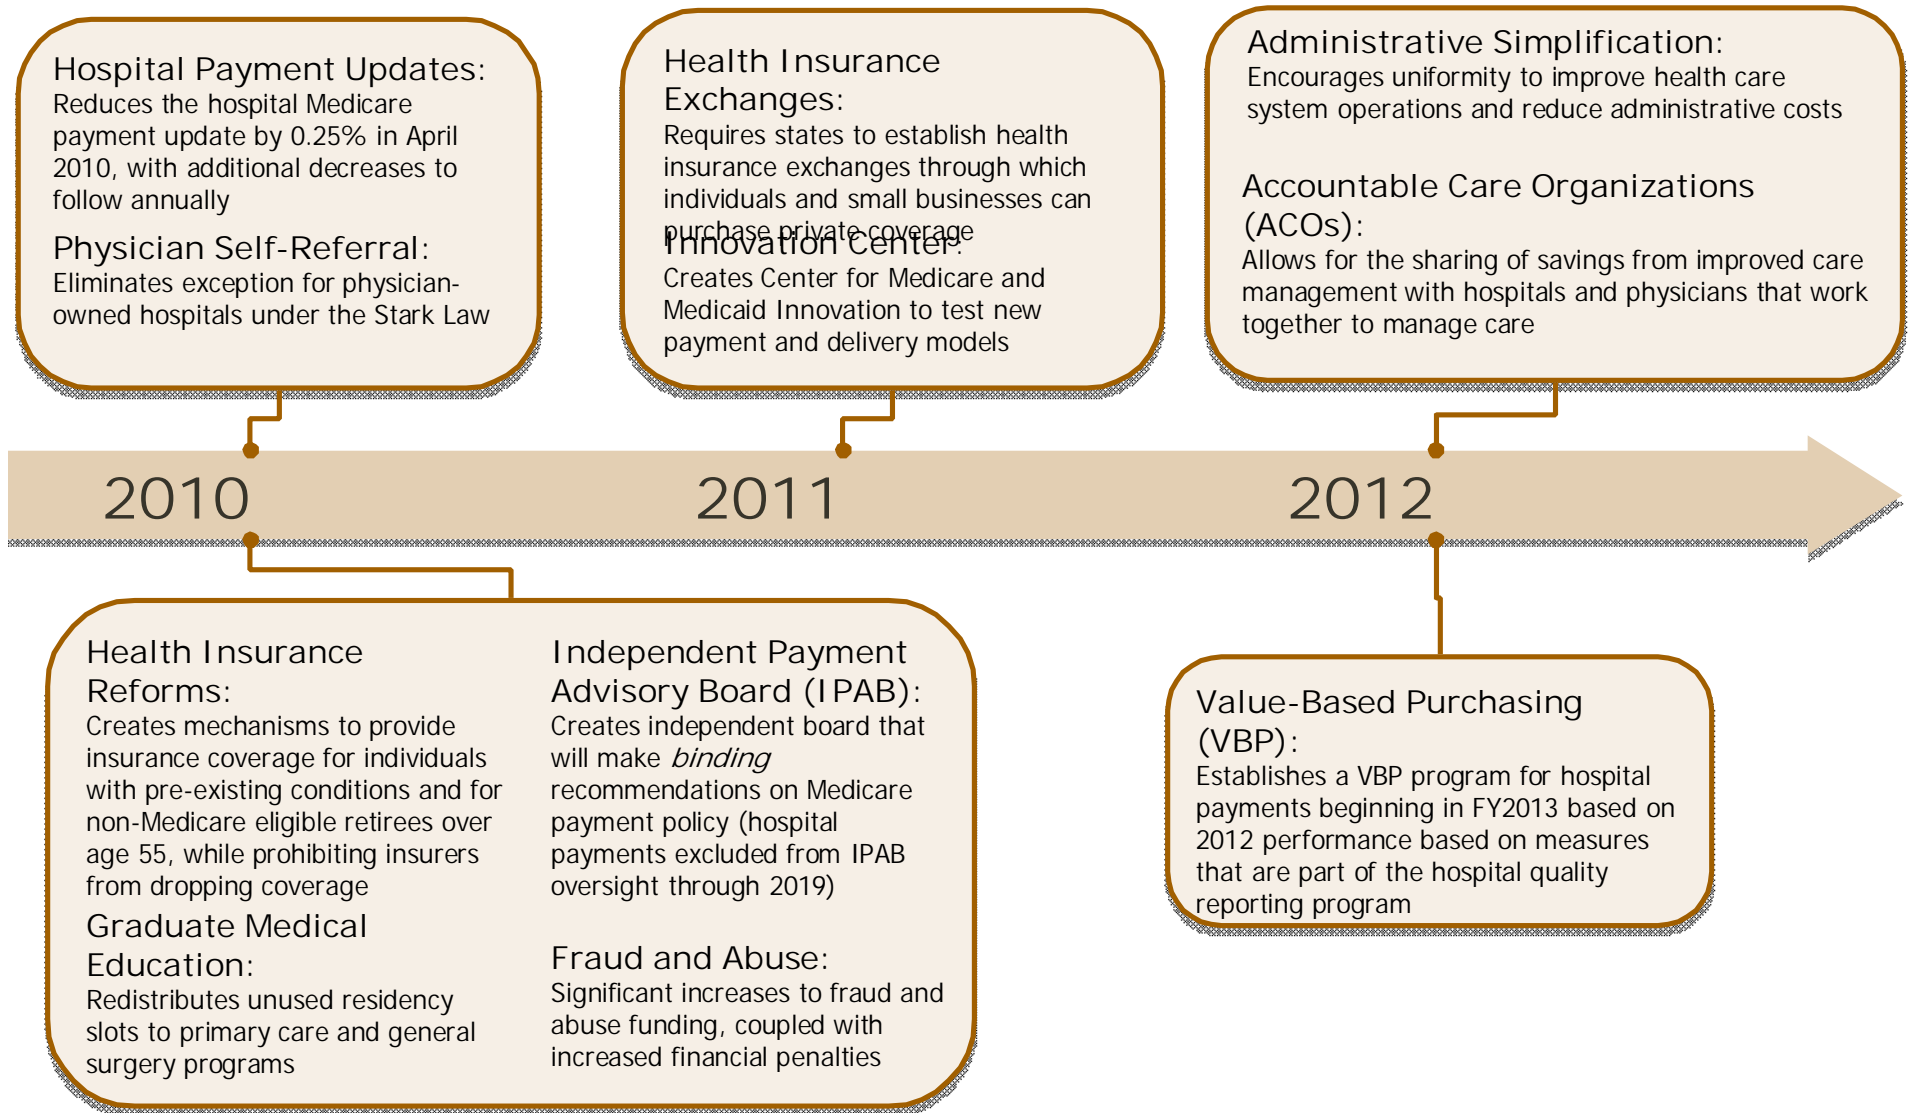 Hospital Payment Updates:
Reduces the hospital Medicare
payment update by 0.25% in April
2010, with additional decreases to
follow annually
Physician Self-Referral:
Eliminates exception for physician-
owned hospitals under the Stark Law
Health Insurance
Exchanges:
Requires states to establish health
insurance exchanges through which
individuals and small businesses can
purchase private coverage
Innovation Center:
Creates Center for Medicare and
Medicaid Innovation to test new
payment and delivery models
Administrative Simplification:
Encourages uniformity to improve health care
system operations and reduce administrative costs
Accountable Care Organizations
(ACOs):
Allows for the sharing of savings from improved care
management with hospitals and physicians that work
together to manage care
2010
2011
2012
Health Insurance
Reforms:
Creates mechanisms to provide
insurance coverage for individuals
with pre-existing conditions and for
non-Medicare eligible retirees over
age 55, while prohibiting insurers
from dropping coverage
Graduate Medical
Education:
Redistributes unused residency
slots to primary care and general
surgery programs
Independent Payment
Advisory Board (IPAB):
Creates independent board that
will make binding
recommendations on Medicare
payment policy (hospital
payments excluded from IPAB
oversight through 2019)
Fraud and Abuse:
Significant increases to fraud and
abuse funding, coupled with
increased financial penalties
Value-Based Purchasing
(VBP):
Establishes a VBP program for hospital
payments beginning in FY2013 based on
2012 performance based on measures
that are part of the hospital quality
reporting program